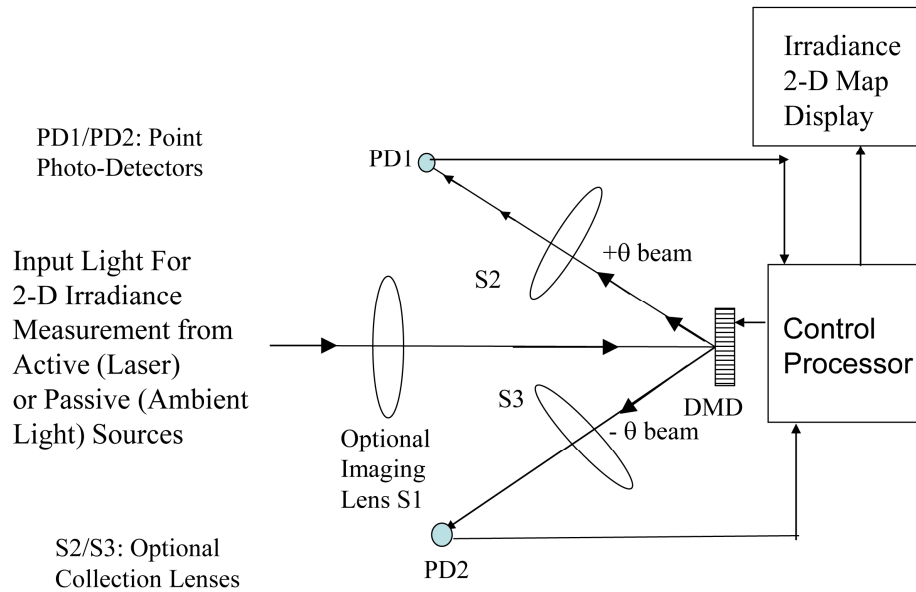 Irradiance
2-D Map
Display
PD1/PD2: Point
Photo-Detectors
PD1
Input Light For
2-D Irradiance
Measurement from
Active (Laser)
or Passive (Ambient
Light) Sources
S2
+θ beam
Control
Processor
DMD
S3
- θ beam
Optional
Imaging
Lens S1
S2/S3: Optional
Collection Lenses
PD2